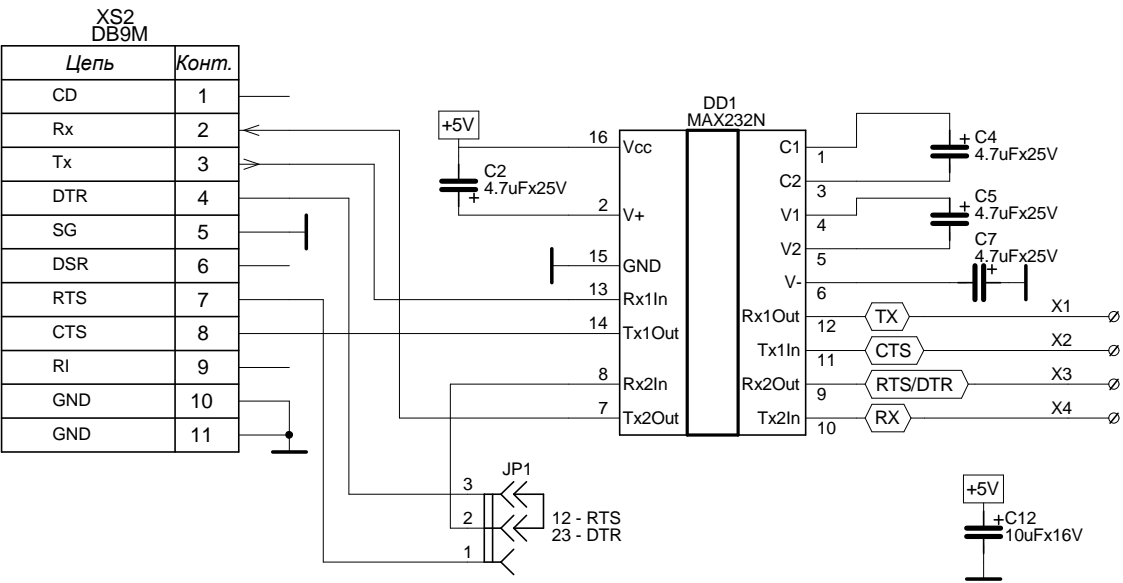 XS2
DB9M
Цепь Конт.
CD 1
Rx 2
Tx 3
DTR 4
SG 5
DSR 6
RTS 7
CTS 8
RI 9
GND 10
GND 11
+5V
C2
4.7uFx25V
DD1
MAX232N
16 Vcc
2 V+
15 GND
13 Rx1In
14 Tx1Out
8 Rx2In
7 Tx2Out
C1 1
C2 3
V1 4
V2 5
V- 6
Rx1Out 12
Tx1In 11
Rx2Out 9
Tx2In 10
+ C4
4.7uFx25V
+ C5
4.7uFx25V
C7
4.7uFx25V
+
+
TX X1
CTS X2
RTS/DTR X3
RX X4
JP1
3
2
1
12 - RTS
23 - DTR
+5V
+C12
10uFx16V